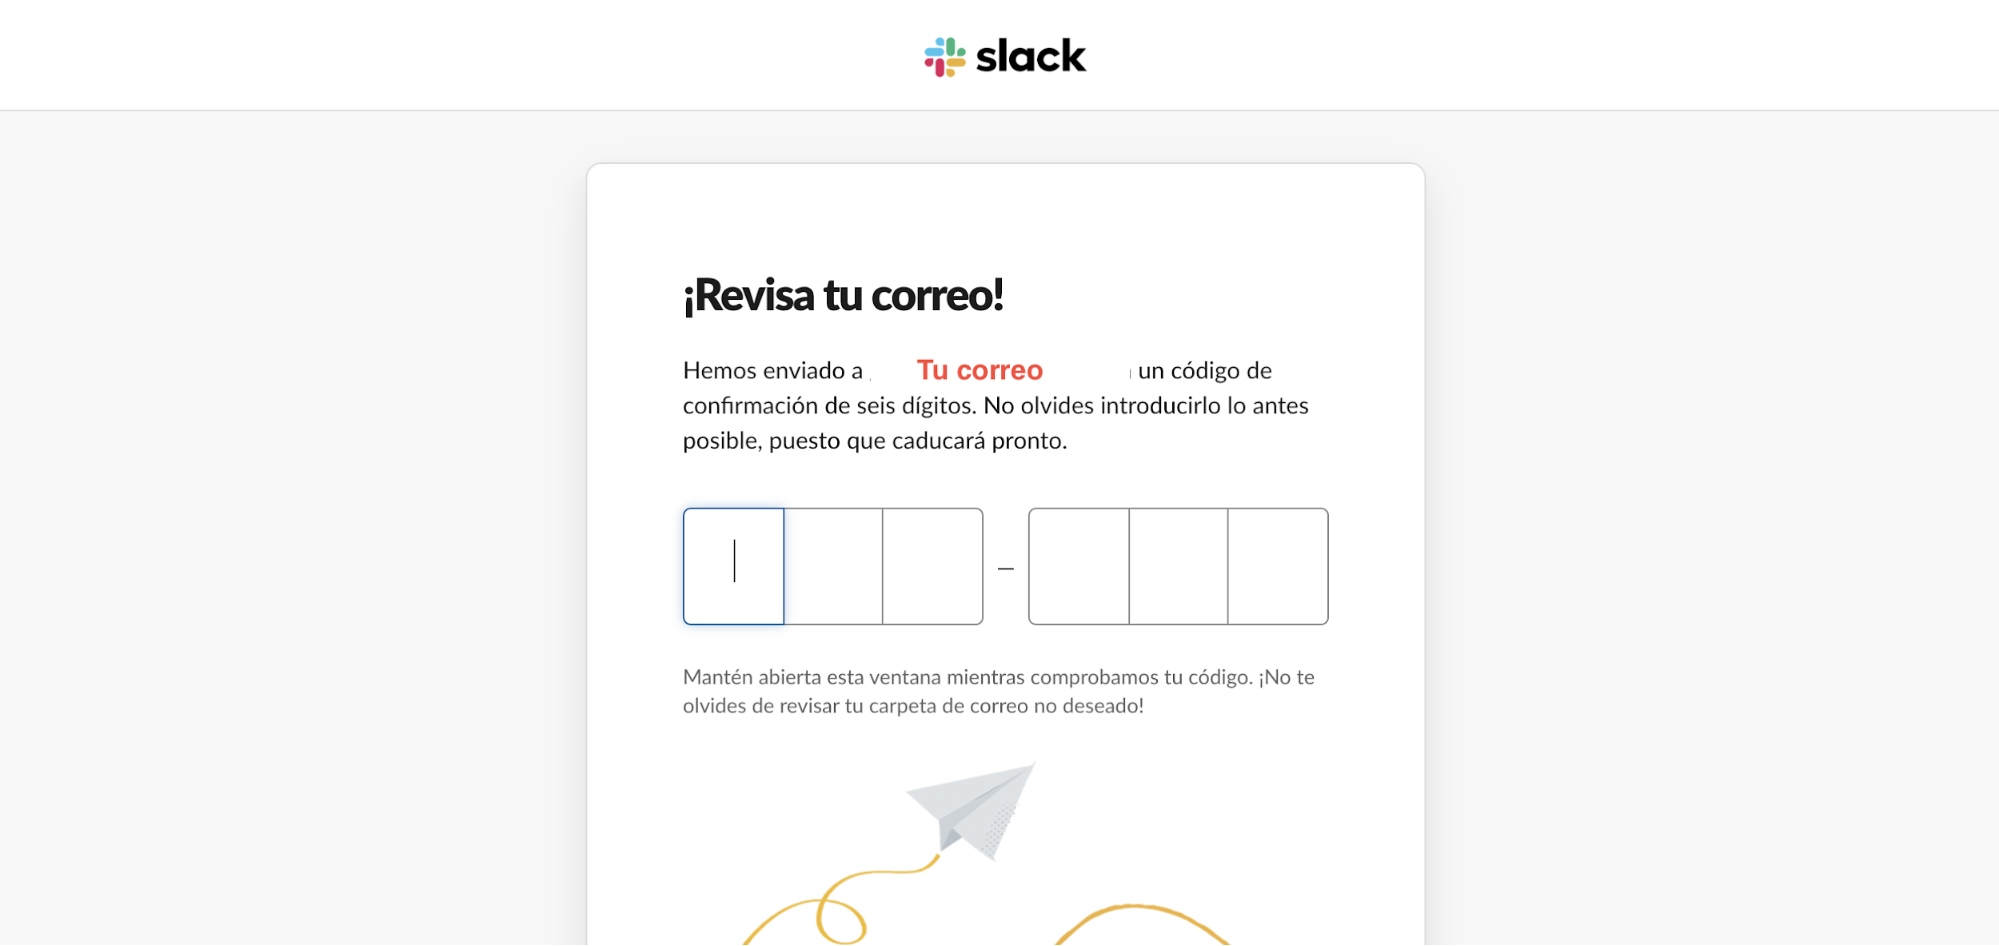 slack
¡Revisa tu correo!
Hemos enviado a Tu correo un código de
confirmación de seis dígitos. No olvides introducirlo lo antes
posible, puesto que caducará pronto.
–
Mantén abierta esta ventana mientras comprobamos tu código. ¡No te
olvides de revisar tu carpeta de correo no deseado!